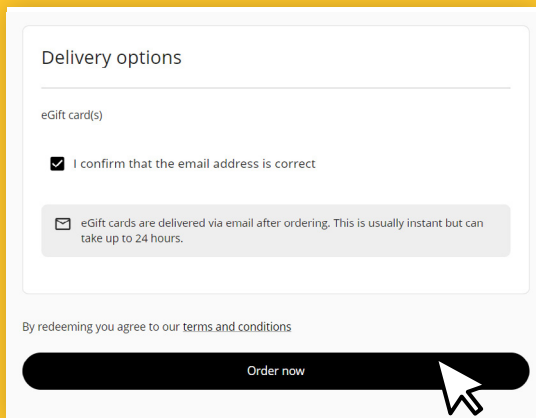 Delivery options
eGift card(s)
I confirm that the email address is correct
eGift cards are delivered via email after ordering. This is usually instant but can
take up to 24 hours.
By redeeming you agree to our terms and conditions
Order now